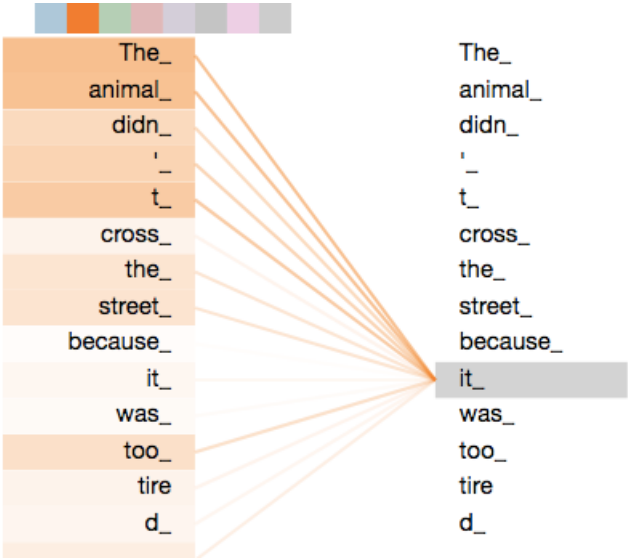 The_ The_
animal_ animal_
didn_ didn_
'_ '_
t_ t_
cross_ cross_
the_ the_
street_ street_
because_ because_
it_ it_
was_ was_
too_ too_
tire tire
d_ d_